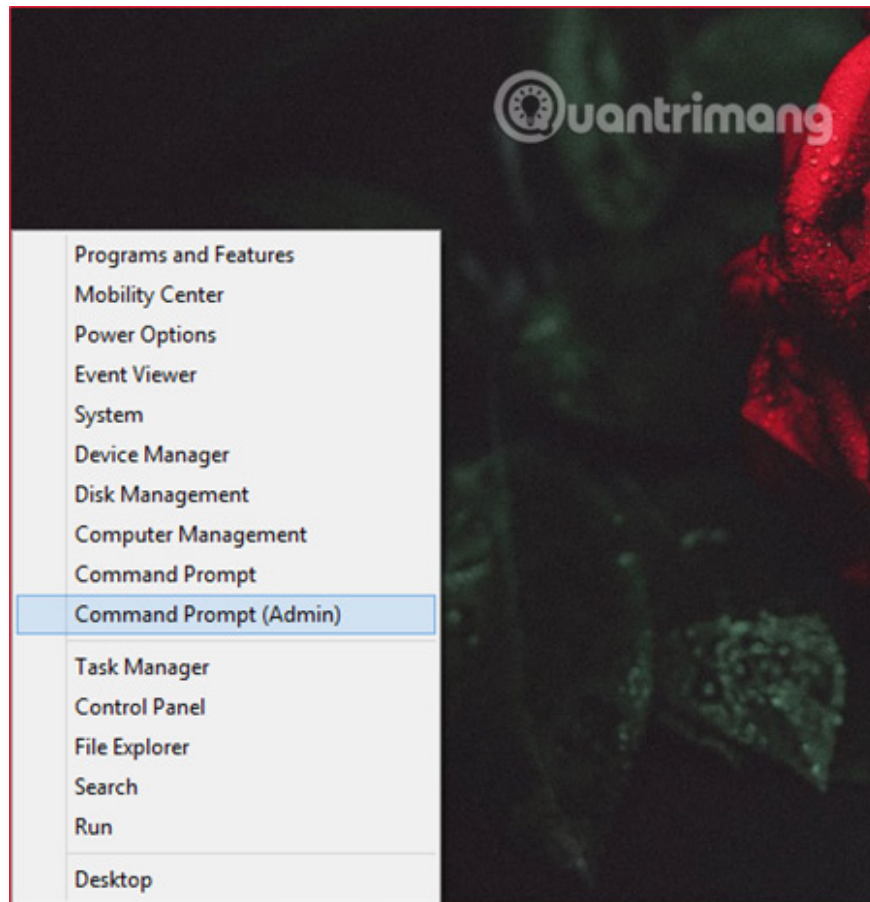 Quantrimang
Programs and Features
Mobility Center
Power Options
Event Viewer
System
Device Manager
Disk Management
Computer Management
Command Prompt
Command Prompt (Admin)
Task Manager
Control Panel
File Explorer
Search
Run
Desktop